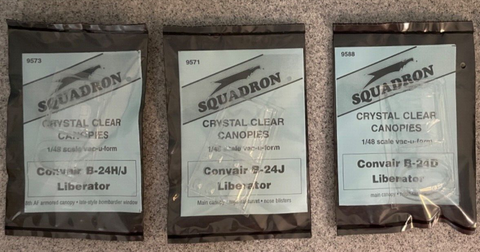 9573
SQUADRON
CRYSTAL CLEAR
CANOPIES
1/48 scale vac-u-form
Convair B-24H/J
Liberator
9571
SQUADRON
CRYSTAL CLEAR
CANOPIES
1/48 scale vac-u-form
Convair B-24J
Liberator
Main canopy
9588
SQUADRON
CRYSTAL CLEAR
CANOPIES
1/48 scale vac-u-form
Convair B-24D
Liberator